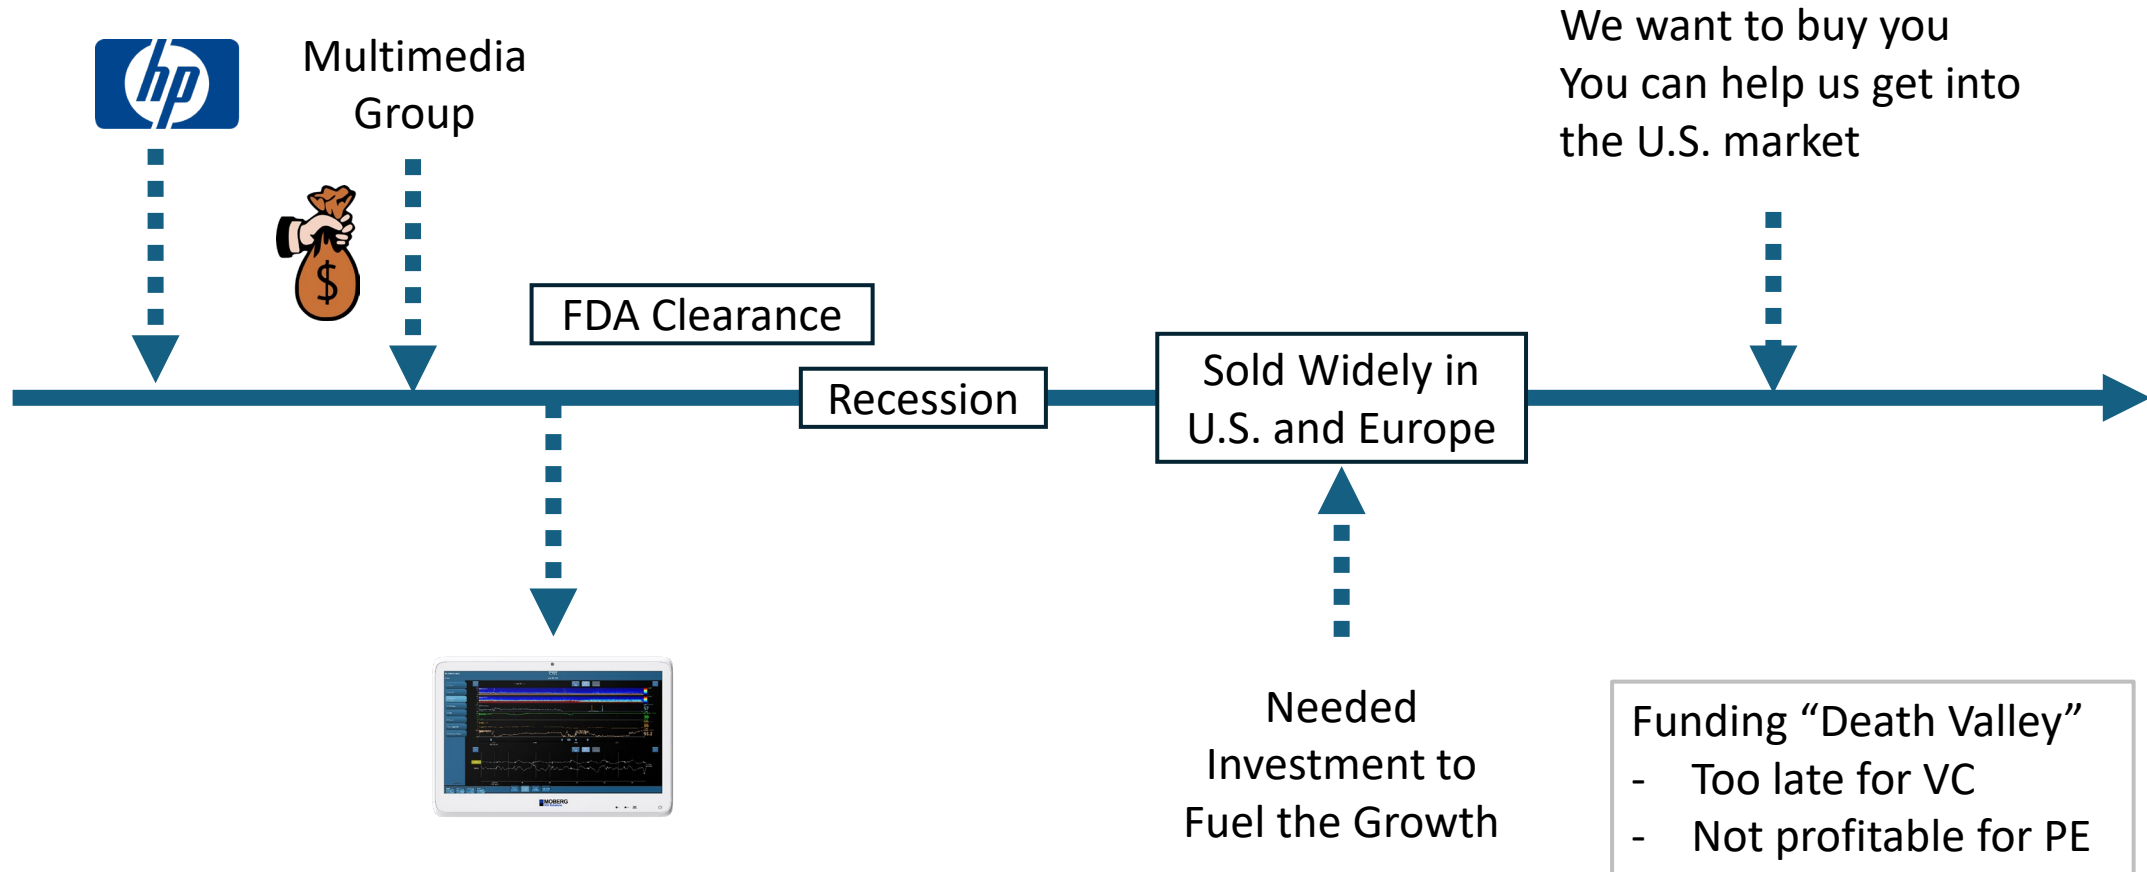 hp
Multimedia
Group
We want to buy you
You can help us get into
the U.S. market
$
FDA Clearance
Recession
Sold Widely in
U.S. and Europe
MOBERG
Needed
Investment to
Fuel the Growth
Funding “Death Valley”
- Too late for VC
- Not profitable for PE